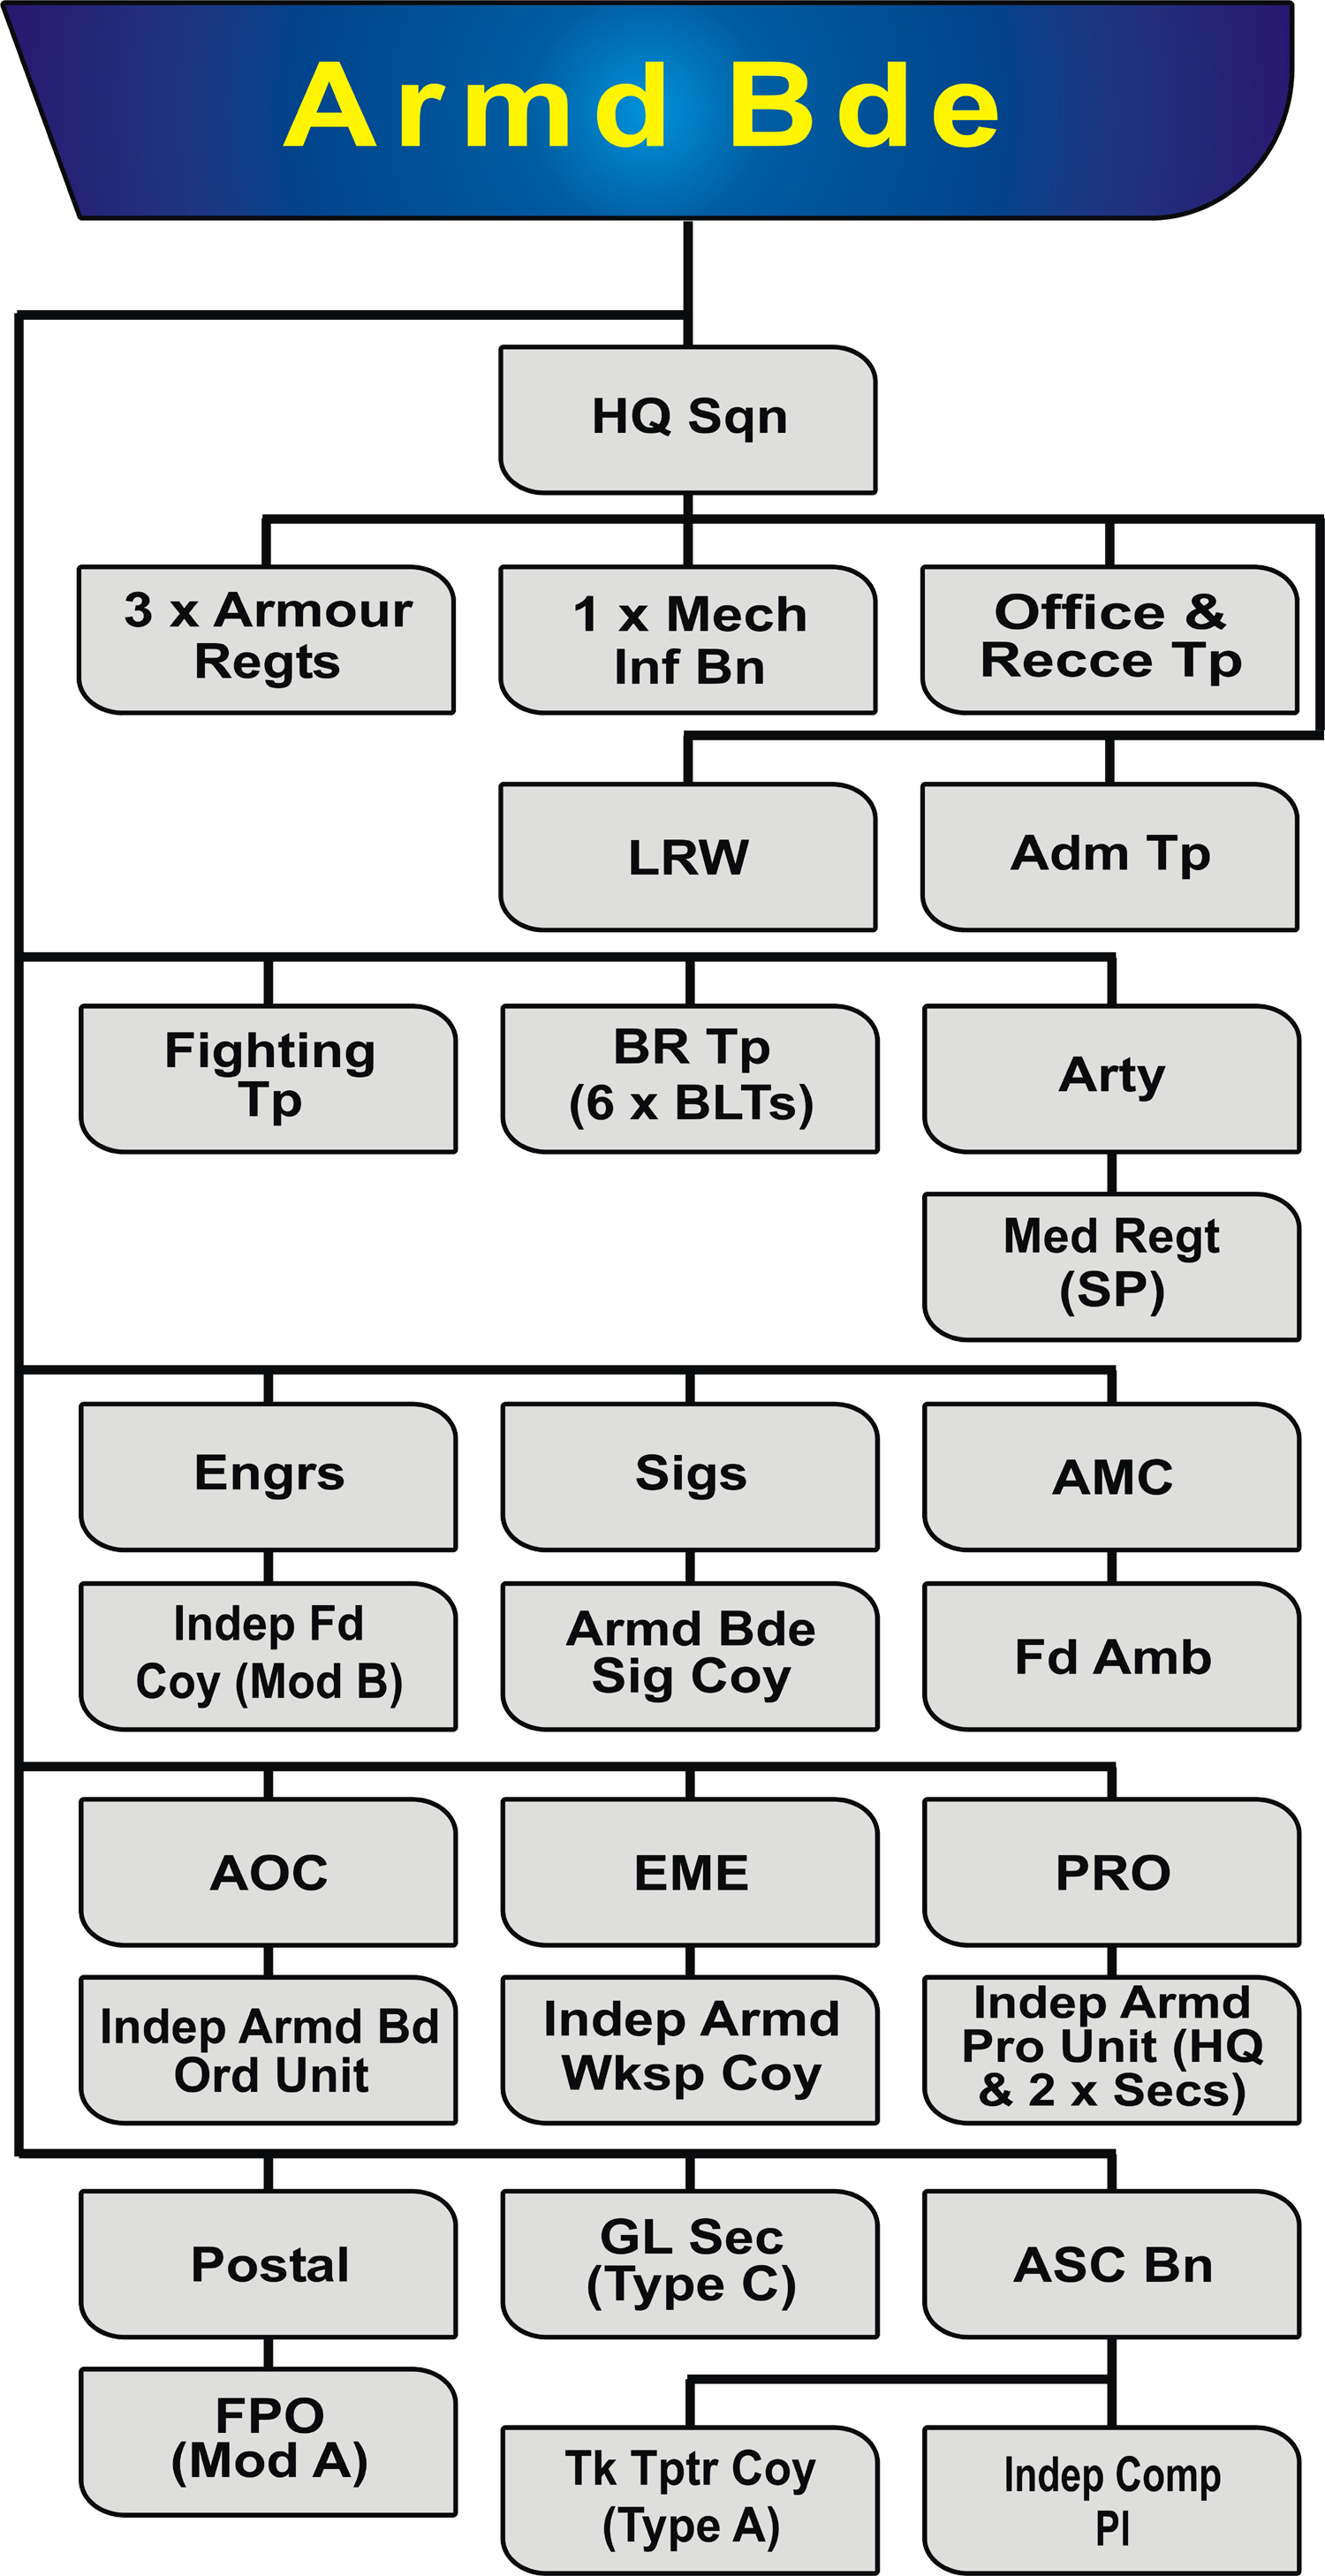 Armd Bde
HQ Sqn
3 x Armour
Regts
1 x Mech
Inf Bn
Office &
Recce Tp
LRW
Adm Tp
Fighting
Tp
BR Tp
(6 x BLTs)
Arty
Med Regt
(SP)
Engrs
Sigs
AMC
Indep Fd
Coy (Mod B)
Armd Bde
Sig Coy
Fd Amb
AOC
EME
PRO
Indep Armd Bd
Ord Unit
Indep Armd
Wksp Coy
Indep Armd
Pro Unit (HQ
& 2 x Secs)
Postal
GL Sec
(Type C)
ASC Bn
FPO
(Mod A)
Tk Tptr Coy
(Type A)
Indep Comp
Pl